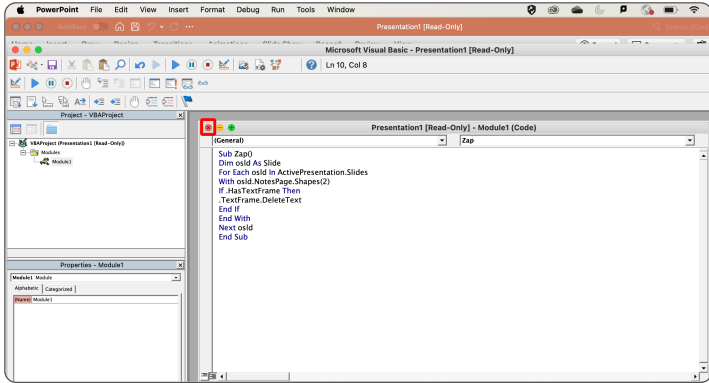 PowerPoint File Edit View Insert Format Debug Run Tools Window
AutoSave Presentation1 [Read-Only]
Microsoft Visual Basic - Presentation1 [Read-Only]
Ln 10, Col 8
Project - VBAProject
VBAProject (Presentation1 [Read-Only])
Modules
Module1
Presentation1 [Read-Only] - Module1 (Code)
(General) Zap
Sub Zap()
Dim osld As Slide
For Each osld In ActivePresentation.Slides
With osld.NotesPage.Shapes(2)
If .HasTextFrame Then
.TextFrame.DeleteText
End If
End With
Next osld
End Sub
Properties - Module1
Module1 Module
Alphabetic Categorized
(Name) Module1